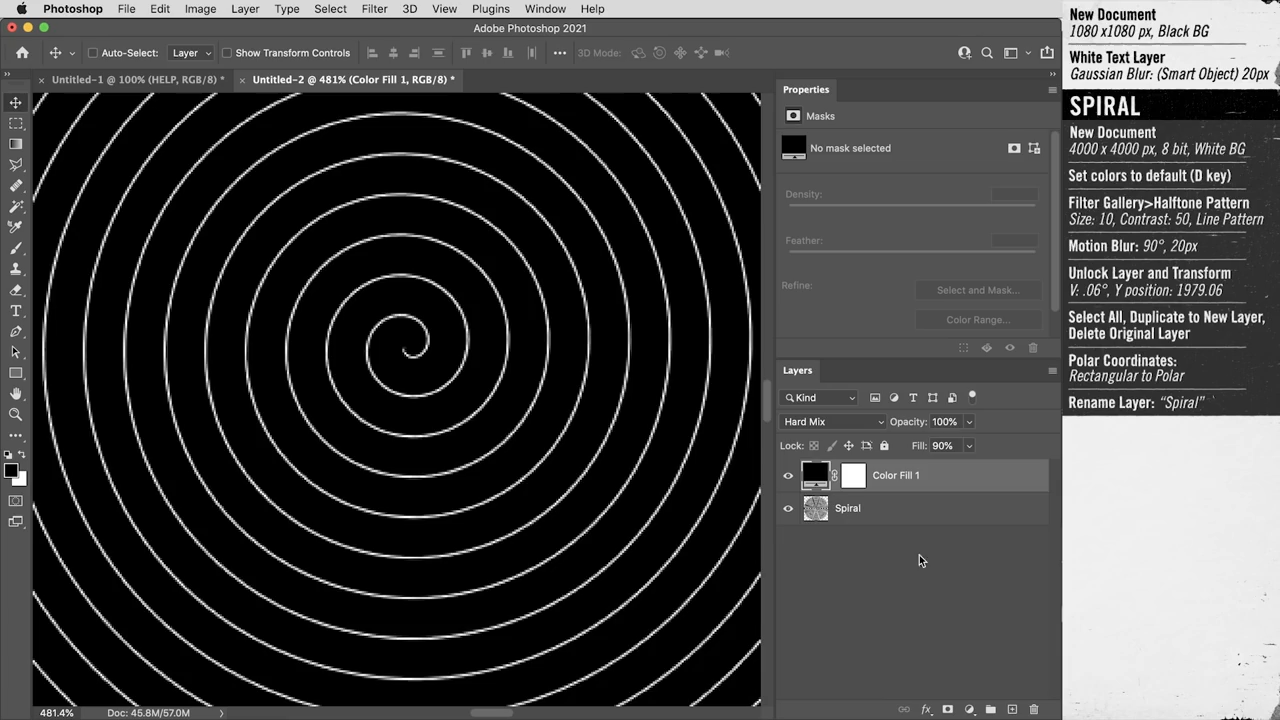 Photoshop File Edit Image Layer Type Select Filter 3D View Plugins Window Help
Adobe Photoshop 2021
Auto-Select: Layer Show Transform Controls 3D Mode:
Untitled-1 @ 100% (HELP, RGB/8) * Untitled-2 @ 481% (Color Fill 1, RGB/8) *
Properties
Masks
No mask selected
Density:
Feather:
Refine: Select and Mask...
Color Range...
Layers
Kind
Hard Mix Opacity: 100%
Lock: Fill: 90%
Color Fill 1
Spiral
481.4% Doc: 45.8M/57.0M
New Document
1080 x1080 px, Black BG
White Text Layer
Gaussian Blur: (Smart Object) 20px
SPIRAL
New Document
4000 x 4000 px, 8 bit, White BG
Set colors to default (D key)
Filter Gallery>Halftone Pattern
Size: 10, Contrast: 50, Line Pattern
Motion Blur: 90°, 20px
Unlock Layer and Transform
V: .06°, Y position: 1979.06
Select All, Duplicate to New Layer,
Delete Original Layer
Polar Coordinates:
Rectangular to Polar
Rename Layer: “Spiral”